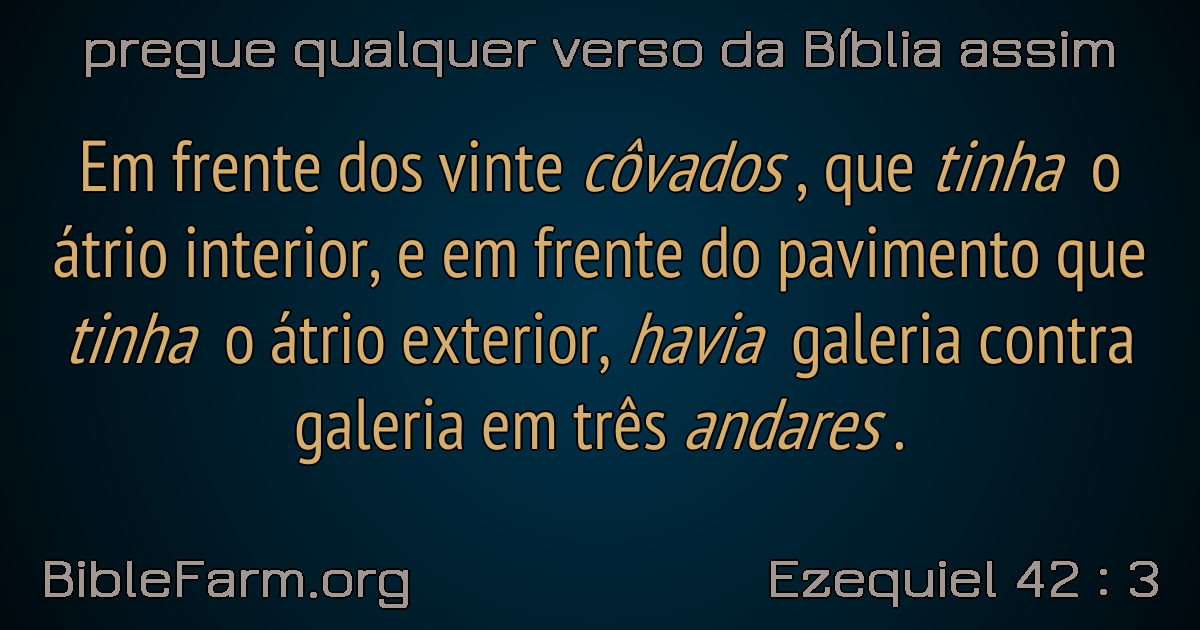 pregue qualquer verso da Bíblia assim
Em frente dos vinte côvados , que tinha o
átrio interior, e em frente do pavimento que
tinha o átrio exterior, havia galeria contra
galeria em três andares .
BibleFarm.org
Ezequiel 42 : 3